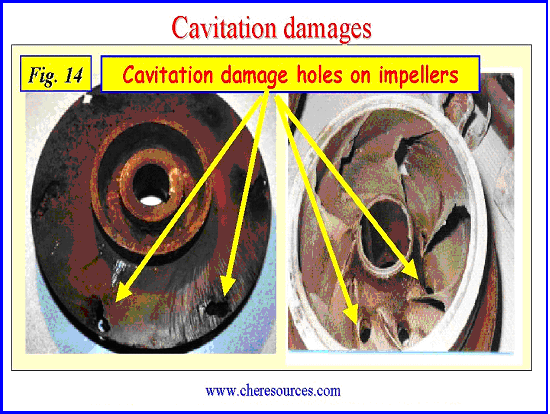 Cavitation damages
Fig. 14
Cavitation damage holes on impellers
www.cheresources.com